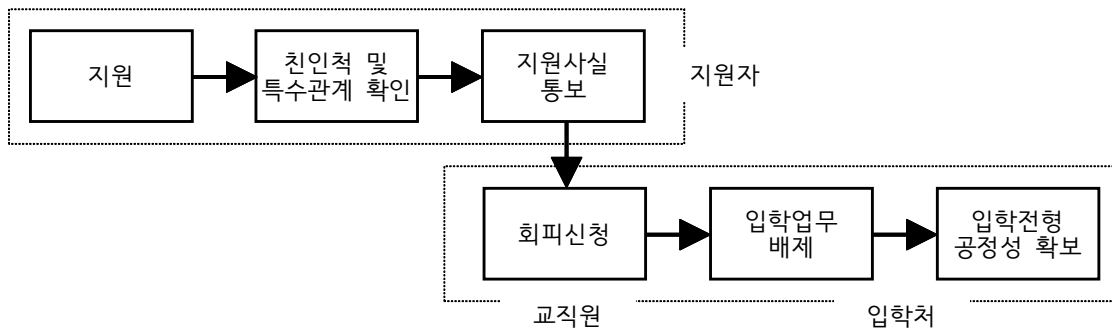 지원
친인척 및
특수관계 확인
지원사실
통보
지원자
회피신청
입학업무
배제
입학전형
공정성 확보
교직원
입학처